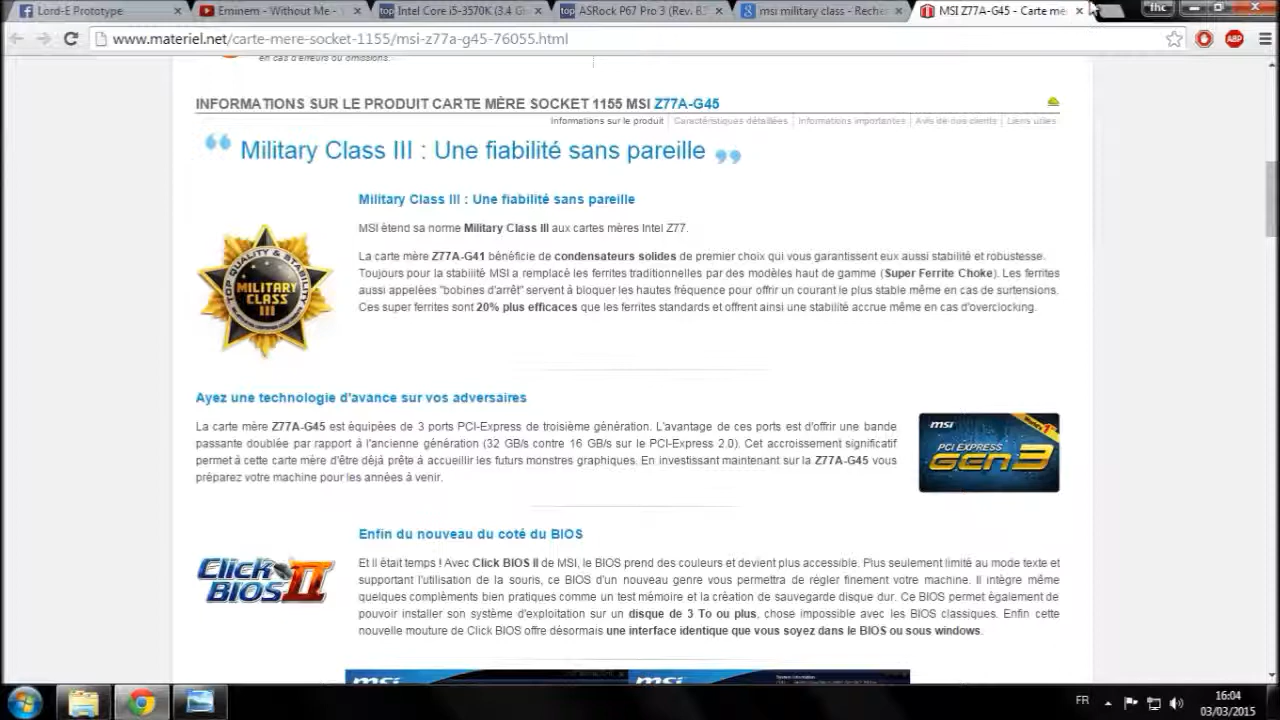 Lord-E Prototype
Eminem - Without Me -
Intel Core i5-3570K (3.4 G
ASRock P67 Pro 3 (Rev. B3
msi military class - Reche
MSI Z77A-G45 - Carte me
thc
www.materiel.net/carte-mere-socket-1155/msi-z77a-g45-76055.html
ABP
en cas d'erreurs ou omissions.
INFORMATIONS SUR LE PRODUIT CARTE MÈRE SOCKET 1155 MSI Z77A-G45
Informations sur le produit | Caractéristiques détaillées | Informations importantes | Avis de nos clients | Liens utiles
“ Military Class III : Une fiabilité sans pareille ”
Military Class III : Une fiabilité sans pareille
MSI étend sa norme Military Class III aux cartes mères Intel Z77.
La carte mère Z77A-G41 bénéficie de condensateurs solides de premier choix qui vous garantissent eux aussi stabilité et robustesse.
Toujours pour la stabilité MSI a remplacé les ferrites traditionnelles par des modèles haut de gamme (Super Ferrite Choke). Les ferrites
aussi appelées "bobines d'arrêt" servent à bloquer les hautes fréquence pour offrir un courant le plus stable même en cas de surtensions.
Ces super ferrites sont 20% plus efficaces que les ferrites standards et offrent ainsi une stabilité accrue même en cas d'overclocking.
TOP QUALITY & STABILITY
MILITARY
CLASS
III
Ayez une technologie d'avance sur vos adversaires
La carte mère Z77A-G45 est équipées de 3 ports PCI-Express de troisième génération. L'avantage de ces ports est d'offrir une bande
passante doublée par rapport à l'ancienne génération (32 GB/s contre 16 GB/s sur le PCI-Express 2.0). Cet accroissement significatif
permet à cette carte mère d'être déjà prête à accueillir les futurs monstres graphiques. En investissant maintenant sur la Z77A-G45 vous
préparez votre machine pour les années à venir.
msi
PCI EXPRESS
GEN3
Enfin du nouveau du coté du BIOS
Click
BIOS II
Et Il était temps ! Avec Click BIOS II de MSI, le BIOS prend des couleurs et devient plus accessible. Plus seulement limité au mode texte et
supportant l'utilisation de la souris, ce BIOS d'un nouveau genre vous permettra de régler finement votre machine. Il intègre même
quelques compléments bien pratiques comme un test mémoire et la création de sauvegarde disque dur. Ce BIOS permet également de
pouvoir installer son système d'exploitation sur un disque de 3 To ou plus, chose impossible avec les BIOS classiques. Enfin cette
nouvelle mouture de Click BIOS offre désormais une interface identique que vous soyez dans le BIOS ou sous windows.
msi
msi
System Information
FR
16:04
03/03/2015